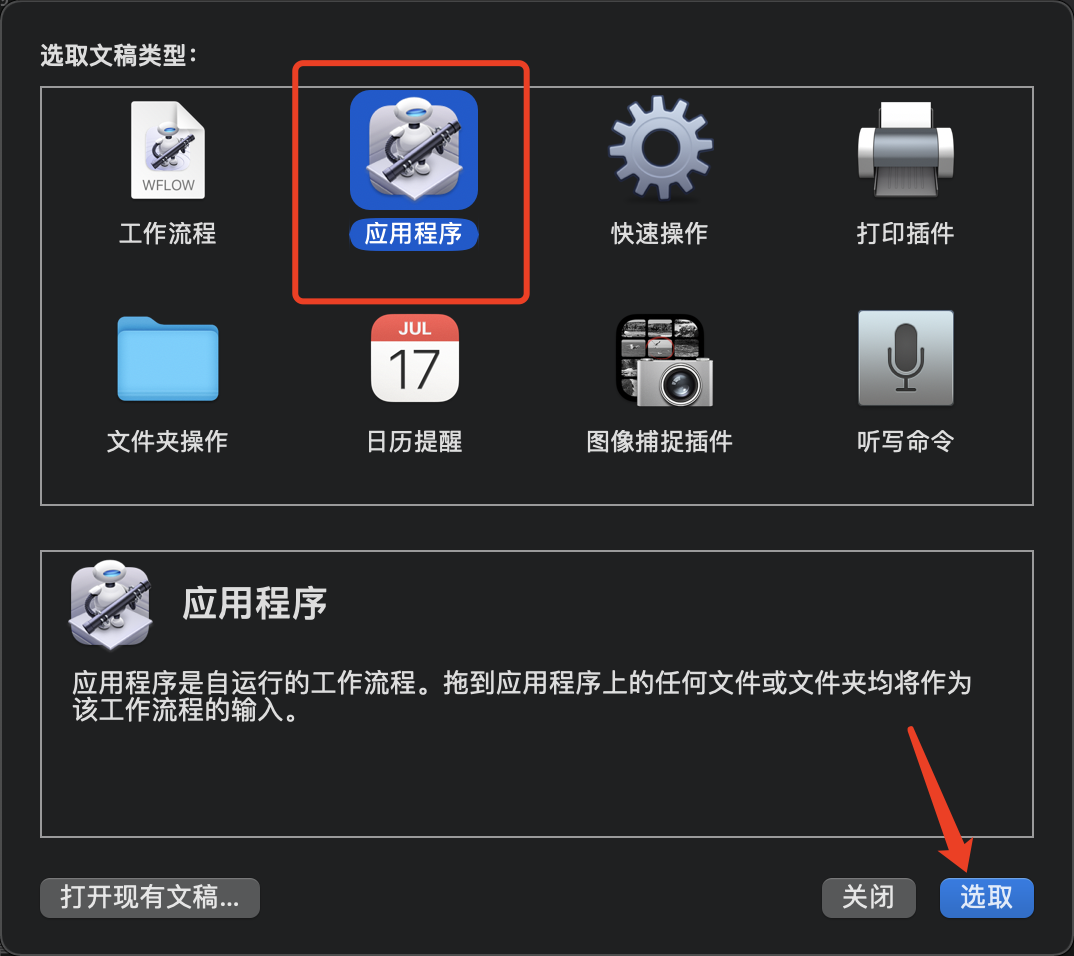 选取文稿类型：
WFLOW
工作流程
应用程序
快速操作
打印插件
JUL
17
文件夹操作
日历提醒
图像捕捉插件
听写命令
应用程序
应用程序是自运行的工作流程。拖到应用程序上的任何文件或文件夹均将作为
该工作流程的输入。
打开现有文稿...
关闭
选取